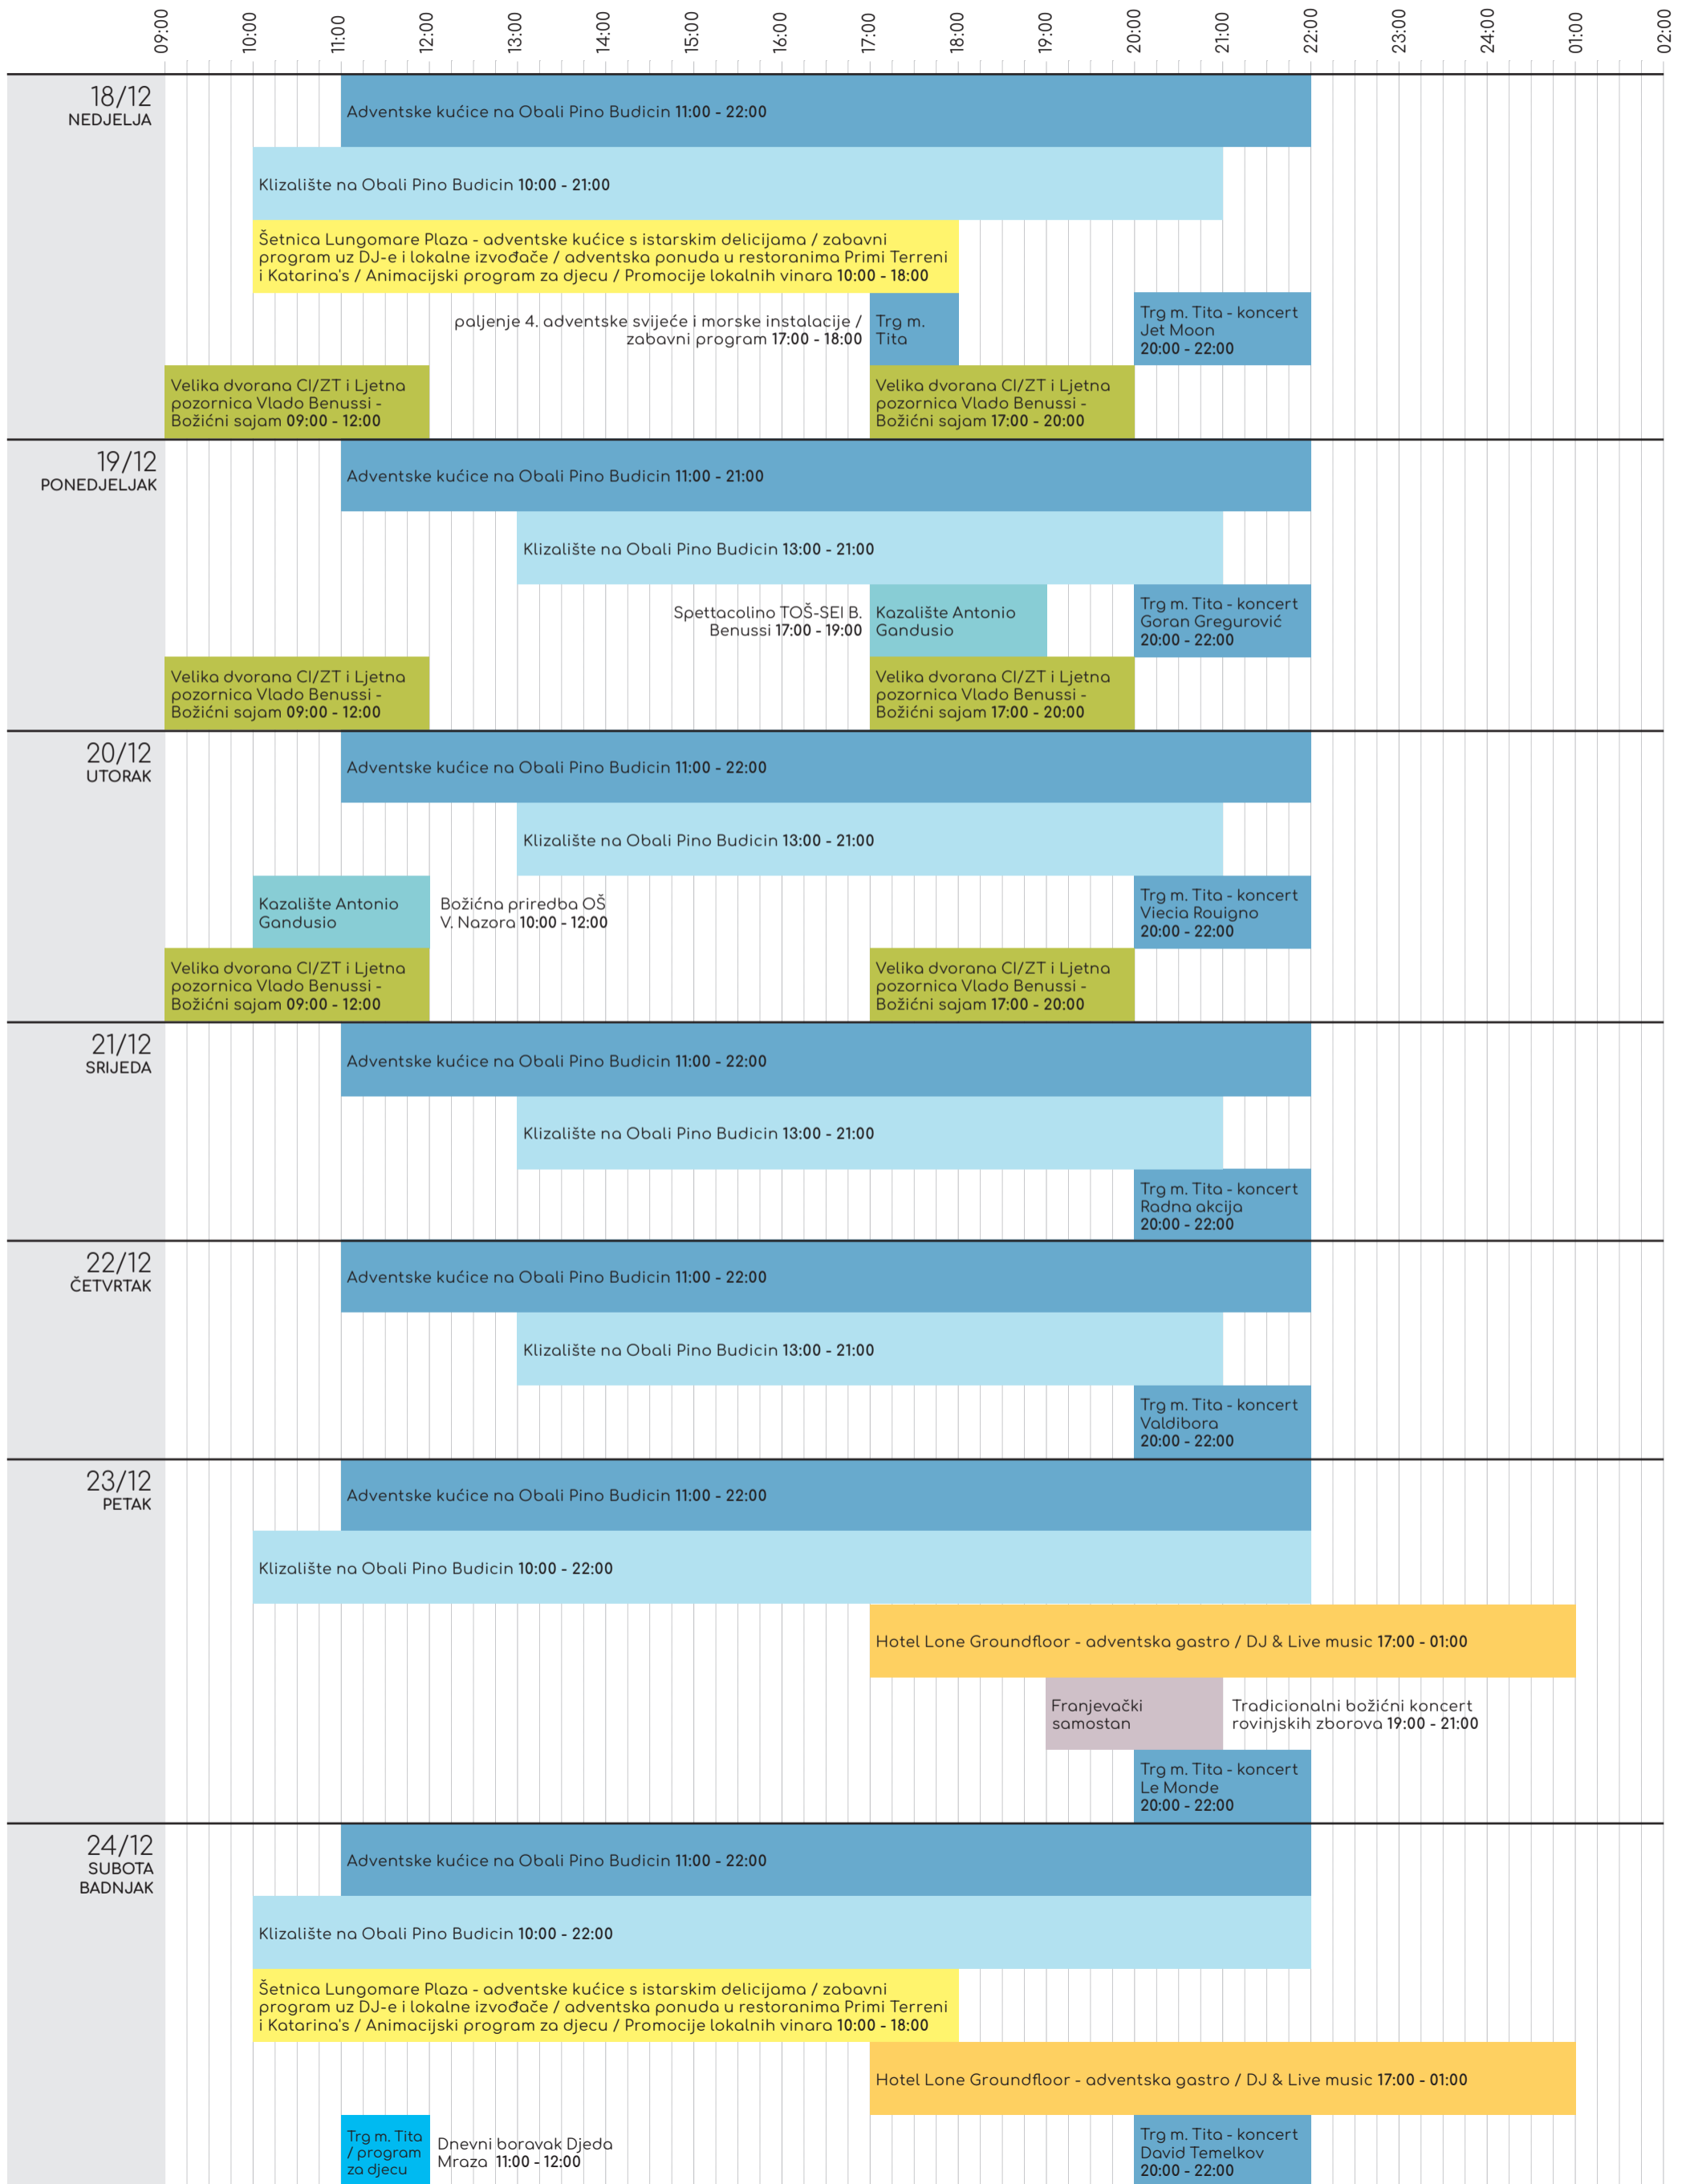 09:00
10:00
11:00
12:00
13:00
14:00
15:00
16:00
17:00
18:00
19:00
20:00
21:00
22:00
23:00
24:00
01:00
02:00
18/12
NEDJELJA
Adventske kućice na Obali Pino Budicin 11:00 - 22:00
Klizalište na Obali Pino Budicin 10:00 - 21:00
Šetnica Lungomare Plaza - adventske kućice s istarskim delicijama / zabavni
program uz DJ-e i lokalne izvođače / adventska ponuda u restoranima Primi Terreni
i Katarina's / Animacijski program za djecu / Promocije lokalnih vinara 10:00 - 18:00
paljenje 4. adventske svijeće i morske instalacije /
zabavni program 17:00 - 18:00
Trg m.
Tita
Trg m. Tita - koncert
Jet Moon
20:00 - 22:00
Velika dvorana CI/ZT i Ljetna
pozornica Vlado Benussi -
Božićni sajam 09:00 - 12:00
Velika dvorana CI/ZT i Ljetna
pozornica Vlado Benussi -
Božićni sajam 17:00 - 20:00
19/12
PONEDJELJAK
Adventske kućice na Obali Pino Budicin 11:00 - 21:00
Klizalište na Obali Pino Budicin 13:00 - 21:00
Spettacolino TOŠ-SEI B.
Benussi 17:00 - 19:00
Kazalište Antonio
Gandusio
Trg m. Tita - koncert
Goran Gregurović
20:00 - 22:00
Velika dvorana CI/ZT i Ljetna
pozornica Vlado Benussi -
Božićni sajam 09:00 - 12:00
Velika dvorana CI/ZT i Ljetna
pozornica Vlado Benussi -
Božićni sajam 17:00 - 20:00
20/12
UTORAK
Adventske kućice na Obali Pino Budicin 11:00 - 22:00
Klizalište na Obali Pino Budicin 13:00 - 21:00
Kazalište Antonio
Gandusio
Božićna priredba OŠ
V. Nazora 10:00 - 12:00
Trg m. Tita - koncert
Viecia Rouigno
20:00 - 22:00
Velika dvorana CI/ZT i Ljetna
pozornica Vlado Benussi -
Božićni sajam 09:00 - 12:00
Velika dvorana CI/ZT i Ljetna
pozornica Vlado Benussi -
Božićni sajam 17:00 - 20:00
21/12
SRIJEDA
Adventske kućice na Obali Pino Budicin 11:00 - 22:00
Klizalište na Obali Pino Budicin 13:00 - 21:00
Trg m. Tita - koncert
Radna akcija
20:00 - 22:00
22/12
ČETVRTAK
Adventske kućice na Obali Pino Budicin 11:00 - 22:00
Klizalište na Obali Pino Budicin 13:00 - 21:00
Trg m. Tita - koncert
Valdibora
20:00 - 22:00
23/12
PETAK
Adventske kućice na Obali Pino Budicin 11:00 - 22:00
Klizalište na Obali Pino Budicin 10:00 - 22:00
Hotel Lone Groundfloor - adventska gastro / DJ & Live music 17:00 - 01:00
Franjevački
samostan
Tradicionalni božićni koncert
rovinjskih zborova 19:00 - 21:00
Trg m. Tita - koncert
Le Monde
20:00 - 22:00
24/12
SUBOTA
BADNJAK
Adventske kućice na Obali Pino Budicin 11:00 - 22:00
Klizalište na Obali Pino Budicin 10:00 - 22:00
Šetnica Lungomare Plaza - adventske kućice s istarskim delicijama / zabavni
program uz DJ-e i lokalne izvođače / adventska ponuda u restoranima Primi Terreni
i Katarina's / Animacijski program za djecu / Promocije lokalnih vinara 10:00 - 18:00
Hotel Lone Groundfloor - adventska gastro / DJ & Live music 17:00 - 01:00
Trg m. Tita
/ program
za djecu
Dnevni boravak Djeda
Mraza 11:00 - 12:00
Trg m. Tita - koncert
David Temelkov
20:00 - 22:00